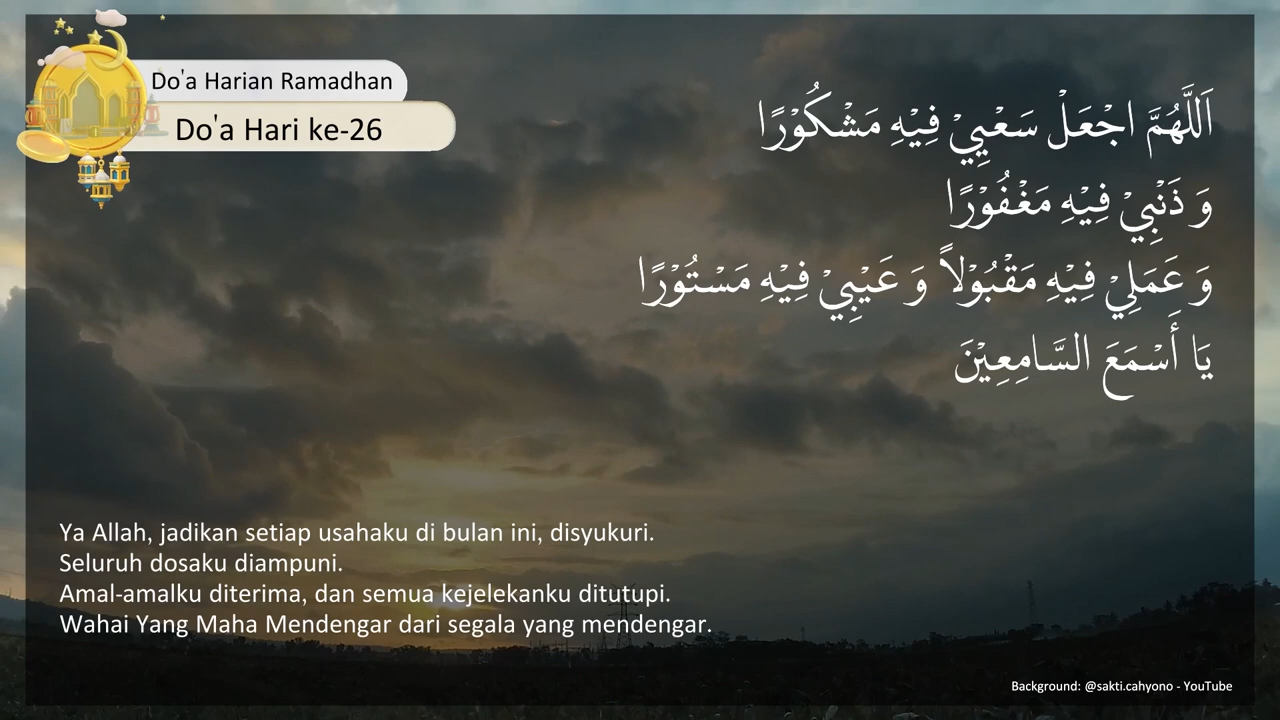 Do'a Harian Ramadhan
Do'a Hari ke-26
اَللَّهُمَّ اجْعَلْ سَعْيِيْ فِيْهِ مَشْكُوْرًا
وَ ذَنْبِيْ فِيْهِ مَغْفُوْرًا
وَ عَمَلِيْ فِيْهِ مَقْبُوْلاً وَ عَيْبِيْ فِيْهِ مَسْتُوْرًا
يَا أَسْمَعَ السَّامِعِيْنَ
Ya Allah, jadikan setiap usahaku di bulan ini, disyukuri.
Seluruh dosaku diampuni.
Amal-amalku diterima, dan semua kejelekanku ditutupi.
Wahai Yang Maha Mendengar dari segala yang mendengar.
Background: @sakti.cahyono - YouTube